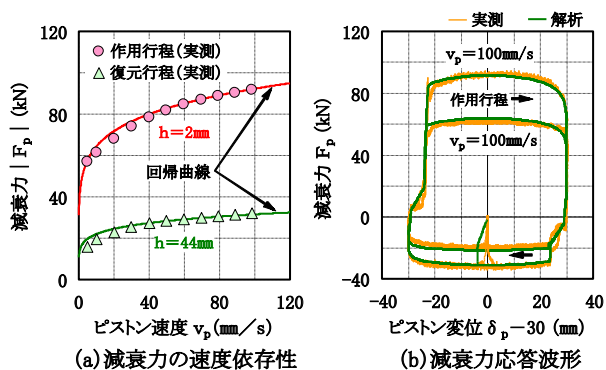 減衰力｜Fp｜(kN)
120
80
40
0
作用行程(実測)
復元行程(実測)
h=2mm
回帰曲線
h=44mm
0
40
80
120
ピストン速度 vp(mm／s)
(a)減衰力の速度依存性
実測
解析
減衰力 Fp (kN)
120
100
80
60
40
20
0
-20
-40
vp=100mm/s
作用行程
vp=100mm/s
-40
-20
0
20
40
ピストン変位 δp-30 (mm)
(b)減衰力応答波形